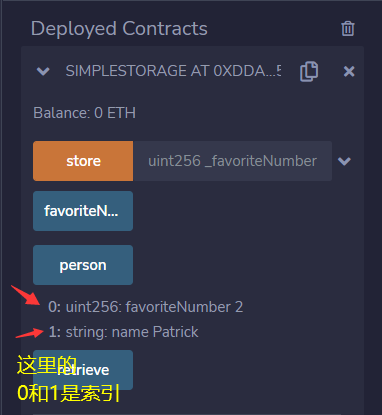 Deployed Contracts
SIMPLESTORAGE AT 0XDDA...5
Balance: 0 ETH
store
uint256 _favoriteNumber
favoriteN...
person
0: uint256: favoriteNumber 2
1: string: name Patrick
这里的
retrieve
0和1是索引